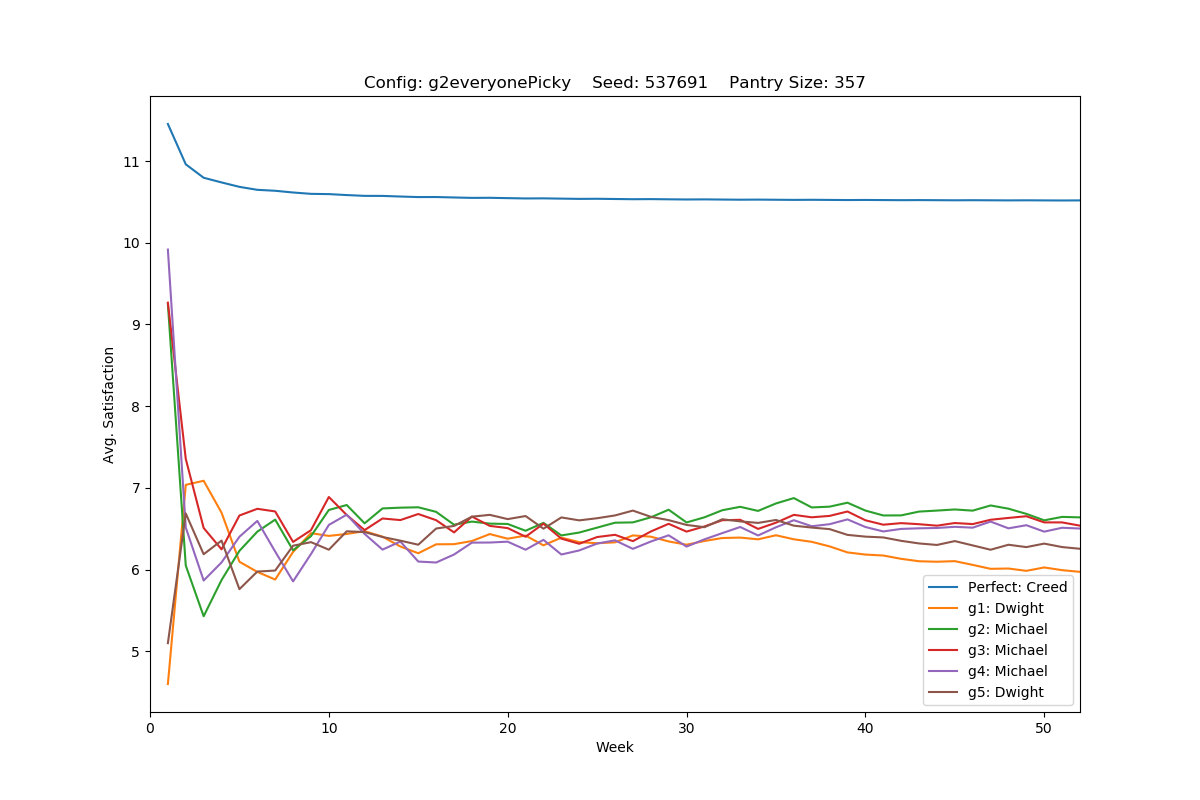 Config: g2everyonePicky    Seed: 537691    Pantry Size: 357
Avg. Satisfaction
11
10
9
8
7
6
5
Perfect: Creed
g1: Dwight
g2: Michael
g3: Michael
g4: Michael
g5: Dwight
0 10 20 30 40 50
Week